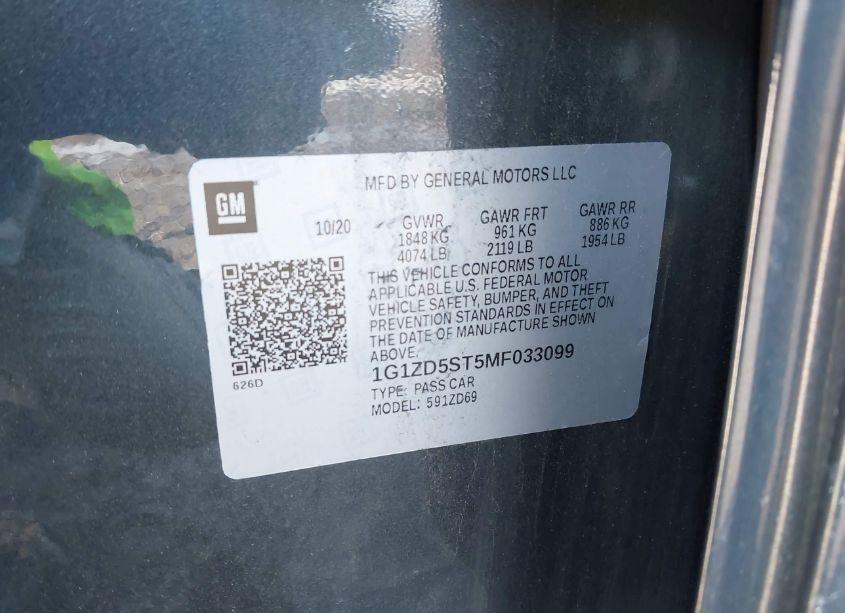 MFD BY GENERAL MOTORS LLC
GM
10/20 GVWR GAWR FRT GAWR RR
1848 KG 961 KG 886 KG
4074 LB 2119 LB 1954 LB
THIS VEHICLE CONFORMS TO ALL
APPLICABLE U.S. FEDERAL MOTOR
VEHICLE SAFETY, BUMPER, AND THEFT
PREVENTION STANDARDS IN EFFECT ON
THE DATE OF MANUFACTURE SHOWN
ABOVE.
1G1ZD5ST5MF033099
626D
TYPE: PASS CAR
MODEL: 591ZD69